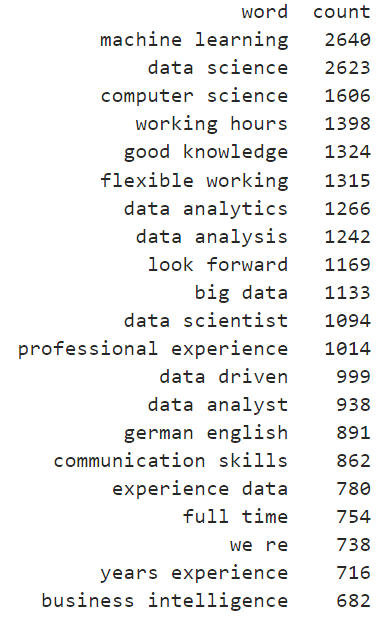 word count
machine learning 2640
data science 2623
computer science 1606
working hours 1398
good knowledge 1324
flexible working 1315
data analytics 1266
data analysis 1242
look forward 1169
big data 1133
data scientist 1094
professional experience 1014
data driven 999
data analyst 938
german english 891
communication skills 862
experience data 780
full time 754
we re 738
years experience 716
business intelligence 682